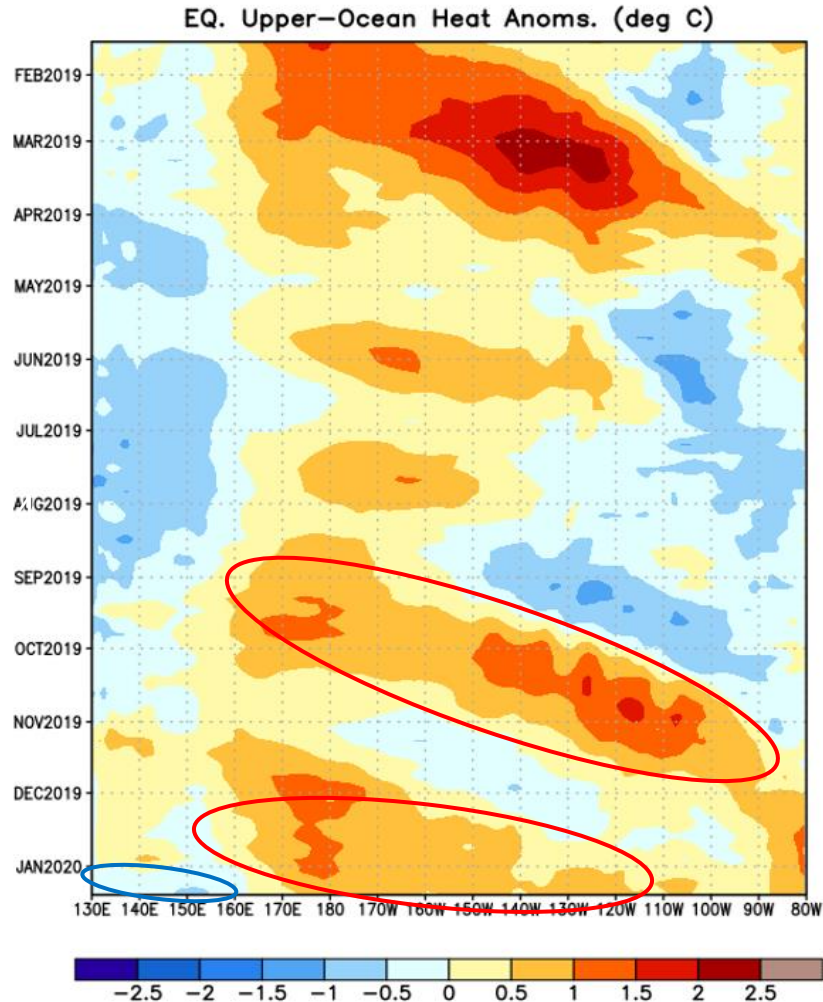 EQ. Upper-Ocean Heat Anoms. (deg C)
FEB2019
MAR2019
APR2019
MAY2019
JUN2019
JUL2019
AUG2019
SEP2019
OCT2019
NOV2019
DEC2019
JAN2020
130E 140E 150E 160E 170E 180 170W 160W 150W 140W 130W 120W 110W 100W 90W 80W
-2.5 -2 -1.5 -1 -0.5 0 0.5 1 1.5 2 2.5